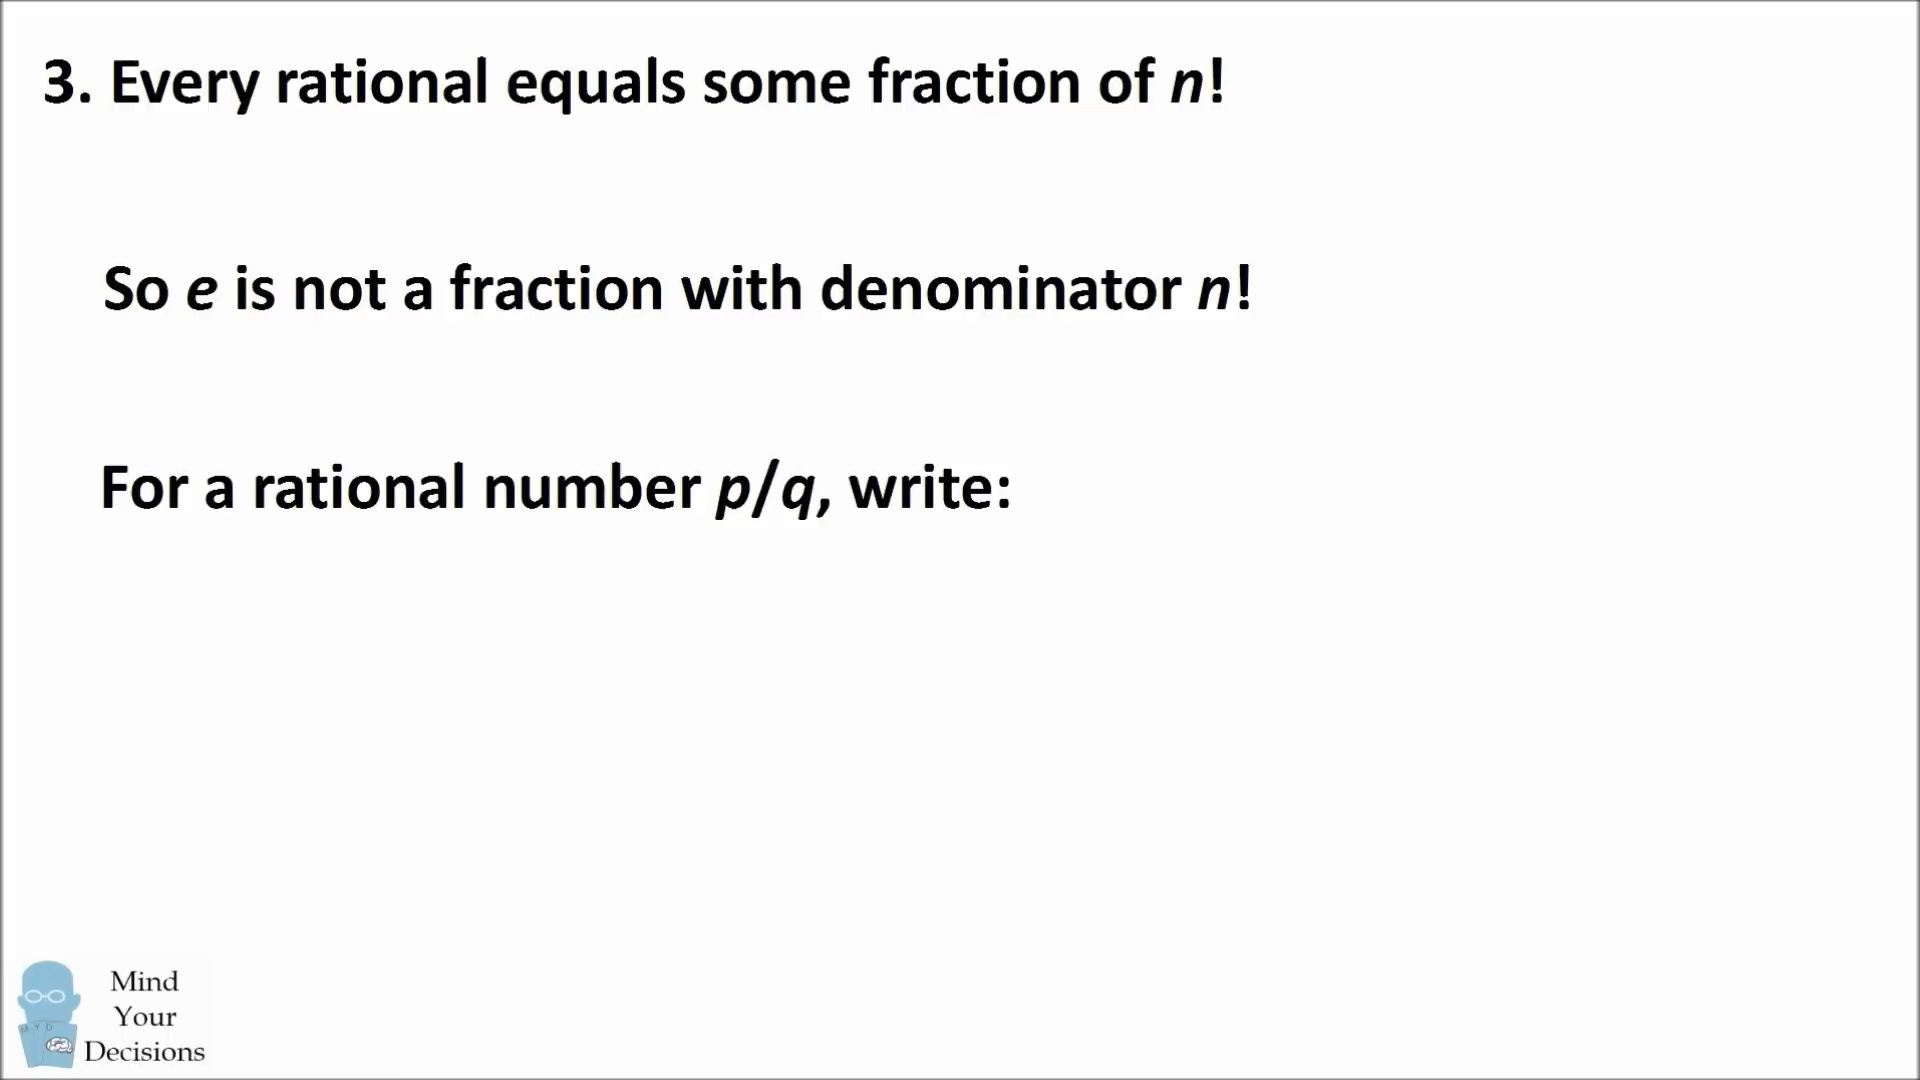 3. Every rational equals some fraction of n!
So e is not a fraction with denominator n!
For a rational number p/q, write:
M Y D
Mind
Your
Decisions